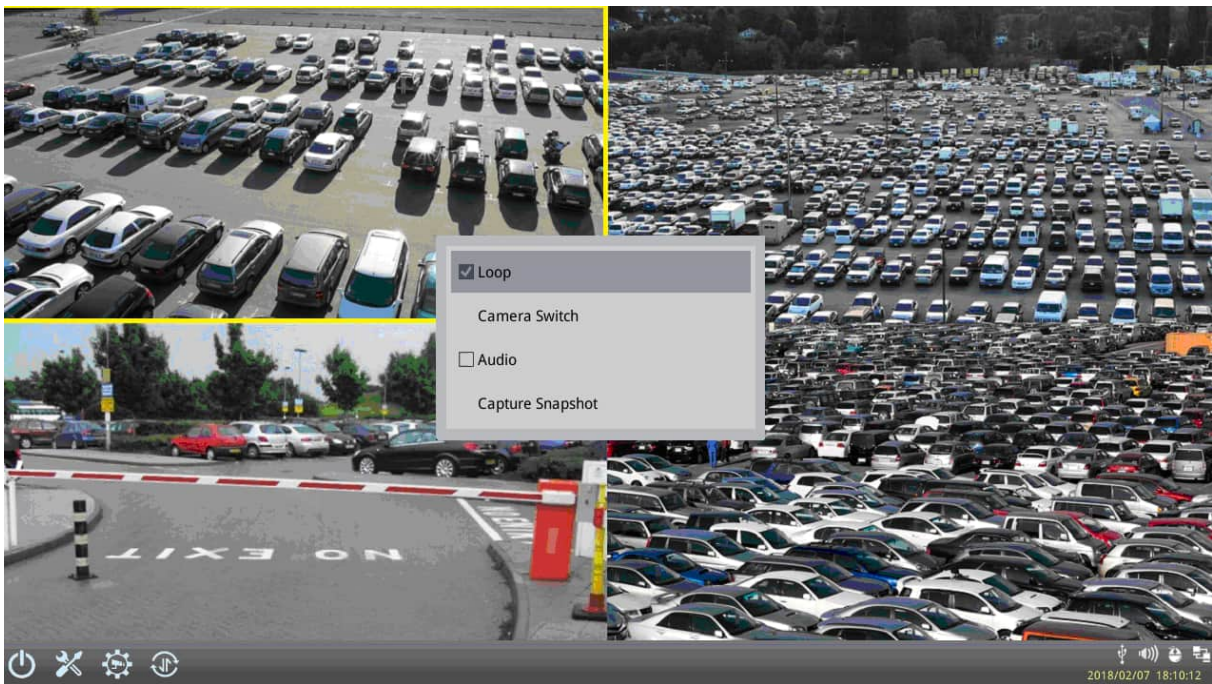 Loop
Camera Switch
Audio
Capture Snapshot
NO EXIT
2018/02/07 18:10:12